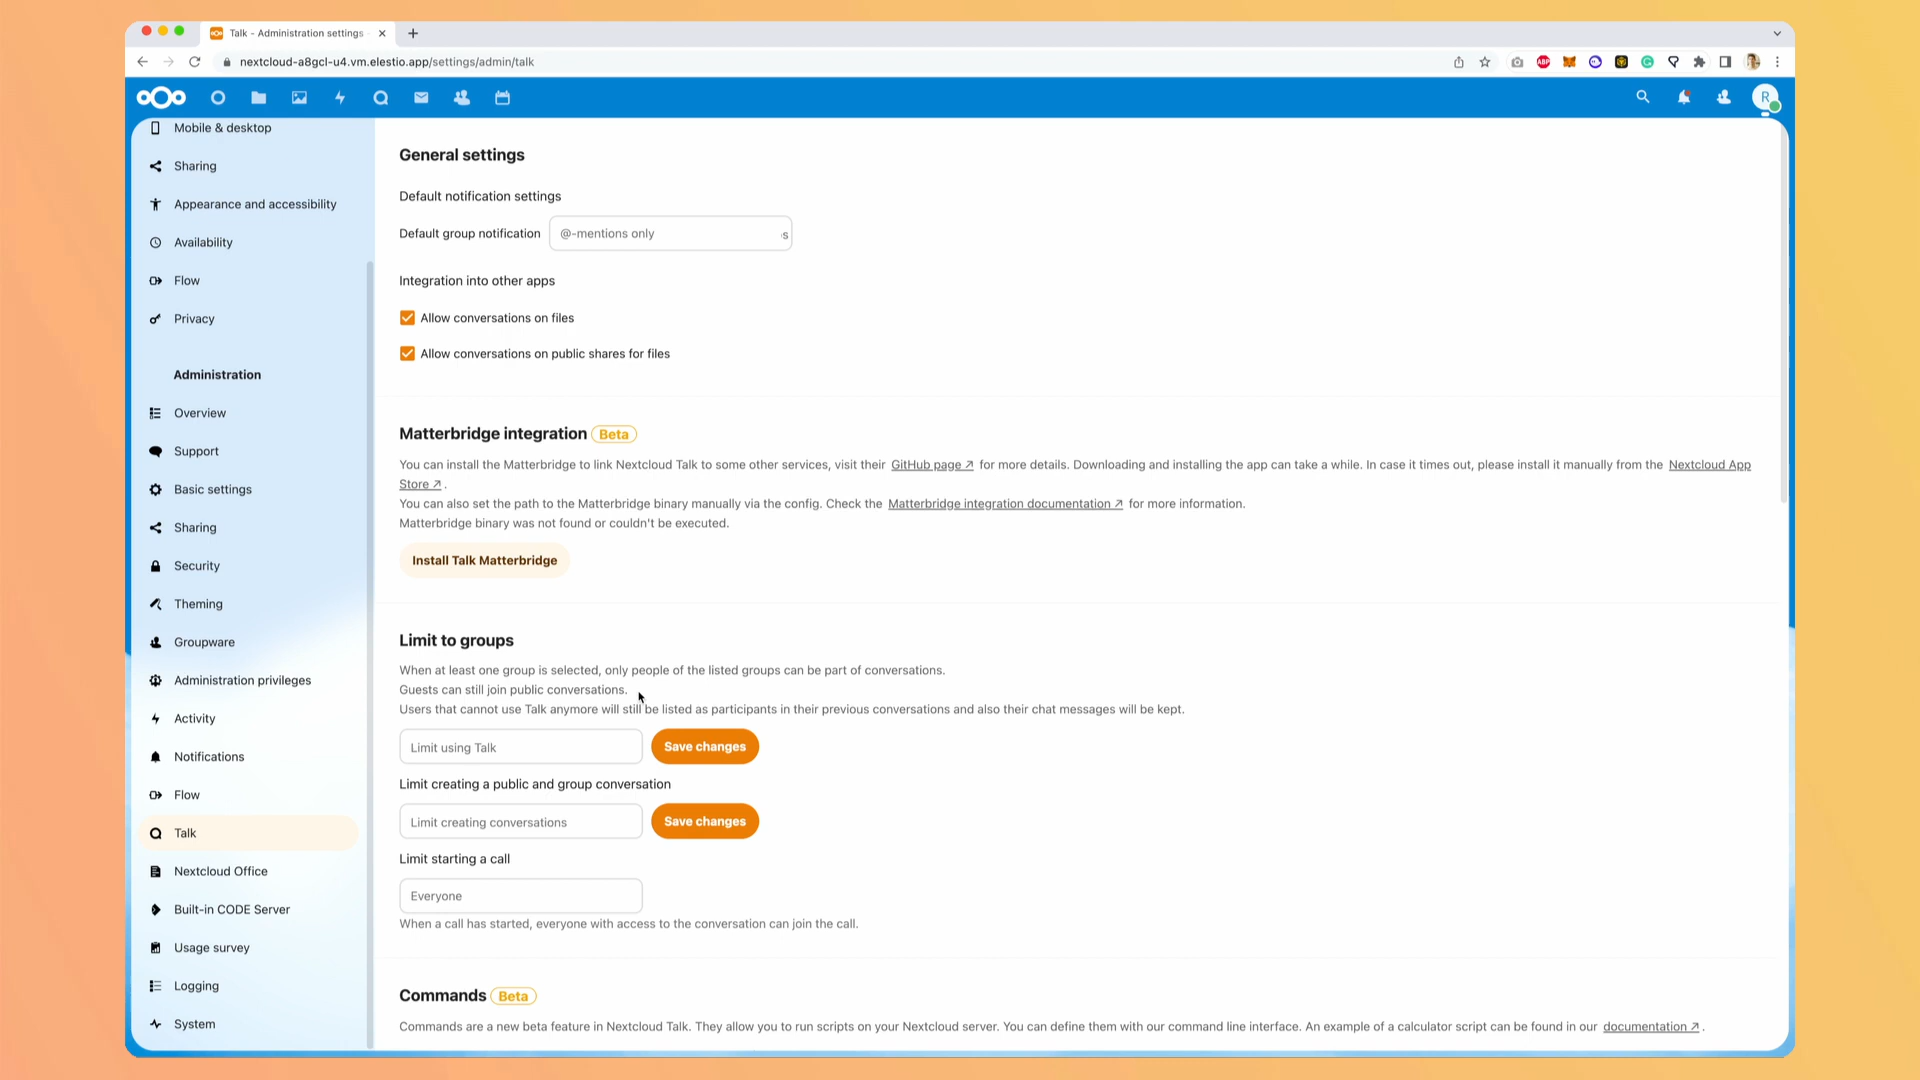 Talk - Administration settings
nextcloud-a8gcl-u4.vm.elestio.app/settings/admin/talk
ABP
R
Mobile & desktop
Sharing
Appearance and accessibility
Availability
Flow
Privacy
Administration
Overview
Support
Basic settings
Sharing
Security
Theming
Groupware
Administration privileges
Activity
Notifications
Flow
Talk
Nextcloud Office
Built-in CODE Server
Usage survey
Logging
System
General settings
Default notification settings
Default group notification @-mentions only s
Integration into other apps
Allow conversations on files
Allow conversations on public shares for files
Matterbridge integration Beta
You can install the Matterbridge to link Nextcloud Talk to some other services, visit their GitHub page ↗ for more details. Downloading and installing the app can take a while. In case it times out, please install it manually from the Nextcloud App
Store ↗ .
You can also set the path to the Matterbridge binary manually via the config. Check the Matterbridge integration documentation ↗ for more information.
Matterbridge binary was not found or couldn't be executed.
Install Talk Matterbridge
Limit to groups
When at least one group is selected, only people of the listed groups can be part of conversations.
Guests can still join public conversations.
Users that cannot use Talk anymore will still be listed as participants in their previous conversations and also their chat messages will be kept.
Limit using Talk Save changes
Limit creating a public and group conversation
Limit creating conversations Save changes
Limit starting a call
Everyone
When a call has started, everyone with access to the conversation can join the call.
Commands Beta
Commands are a new beta feature in Nextcloud Talk. They allow you to run scripts on your Nextcloud server. You can define them with our command line interface. An example of a calculator script can be found in our documentation ↗ .